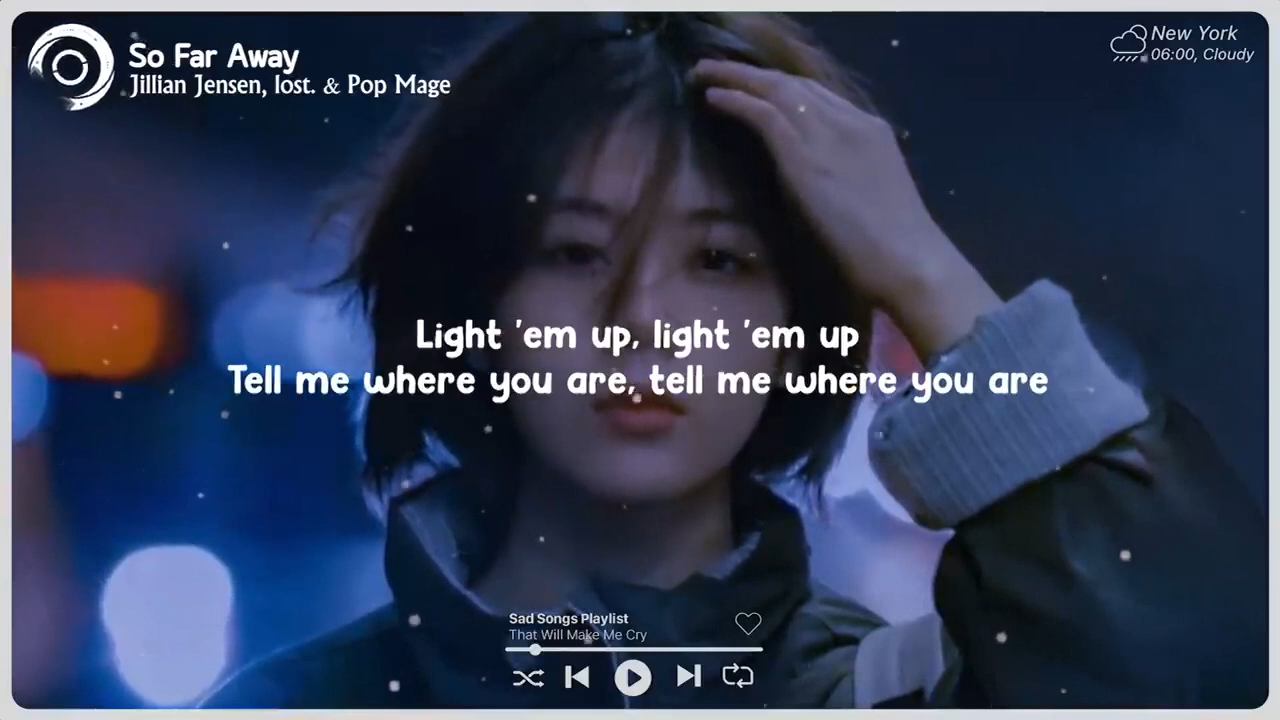 So Far Away
Jillian Jensen, lost. & Pop Mage
New York
06:00, Cloudy
Light 'em up, light 'em up
Tell me where you are, tell me where you are
Sad Songs Playlist
That Will Make Me Cry